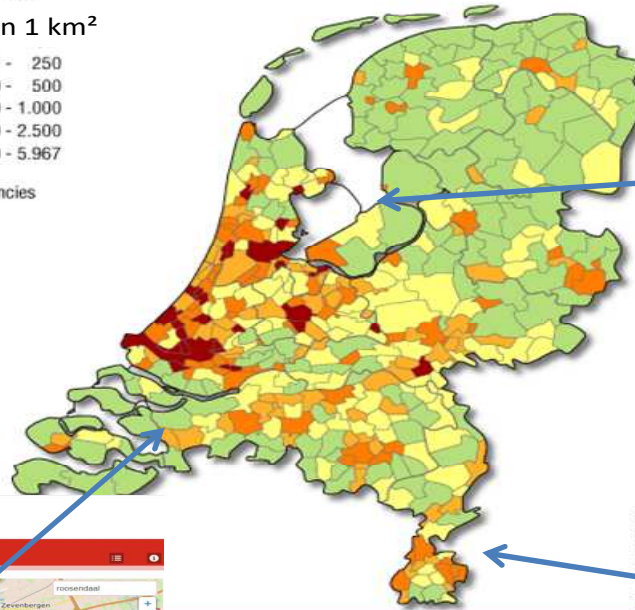 n 1 km²
- 250
- 500
- 1.000
- 2.500
- 5.967
ncies
roosendaal
Zevenbergen
+